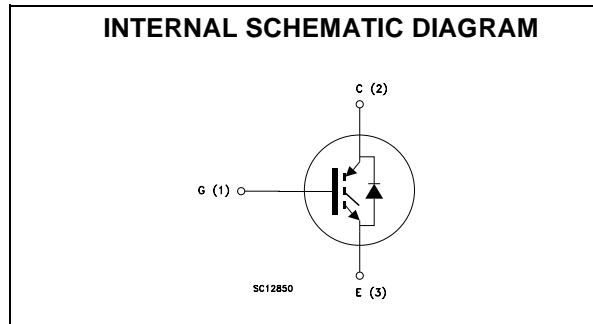 INTERNAL SCHEMATIC DIAGRAM
C (2)
G (1)
SC12850
E (3)